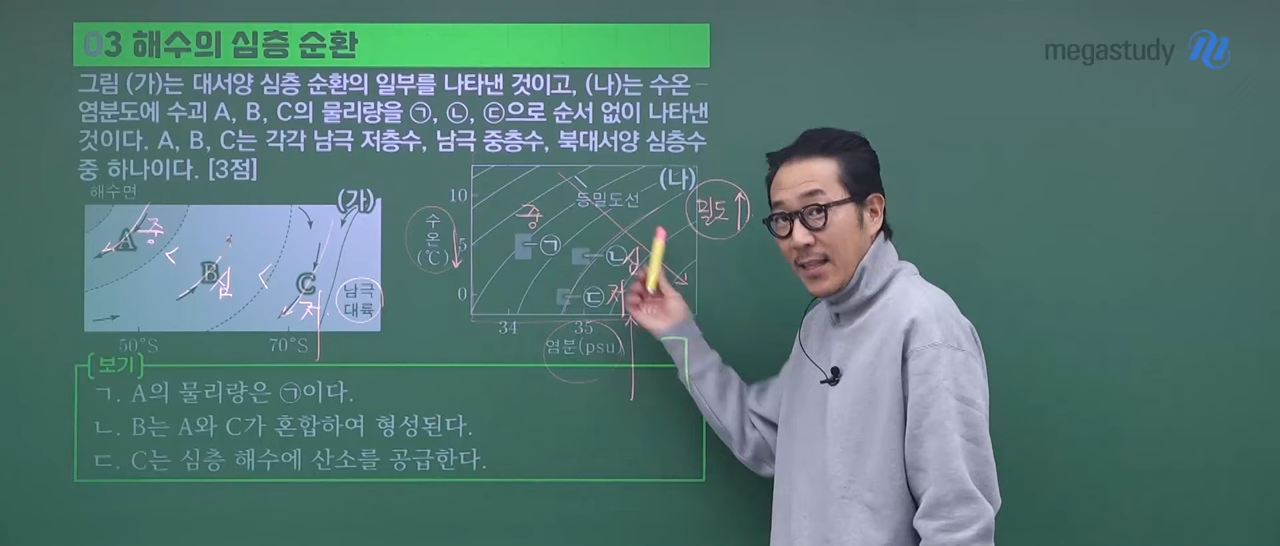 03 해수의 심층 순환
megastudy
그림 (가)는 대서양 심층 순환의 일부를 나타낸 것이고, (나)는 수온-
염분도에 수괴 A, B, C의 물리량을 ㉠, ㉡, ㉢으로 순서 없이 나타낸
것이다. A, B, C는 각각 남극 저층수, 남극 중층수, 북대서양 심층수
중 하나이다. [3점]
해수면
(가)
A 중 <
B 심 <
C 저
남극
대륙
50°S 70°S
(나)
등밀도선
밀도↑
수온(℃)
10
5
0
중
㉠
㉡ 심
㉢ 저
34 35
염분(psu)
[보기]
ㄱ. A의 물리량은 ㉠이다.
ㄴ. B는 A와 C가 혼합하여 형성된다.
ㄷ. C는 심층 해수에 산소를 공급한다.